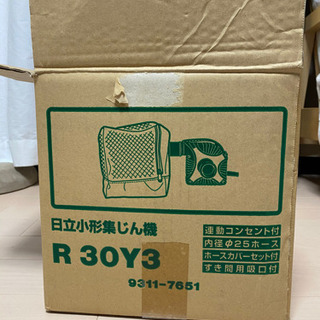 日立小形集じん機
R 30Y3
9311-7651
連動コンセント付
内径φ25ホース
ホースカバーセット付
すき間用吸口付